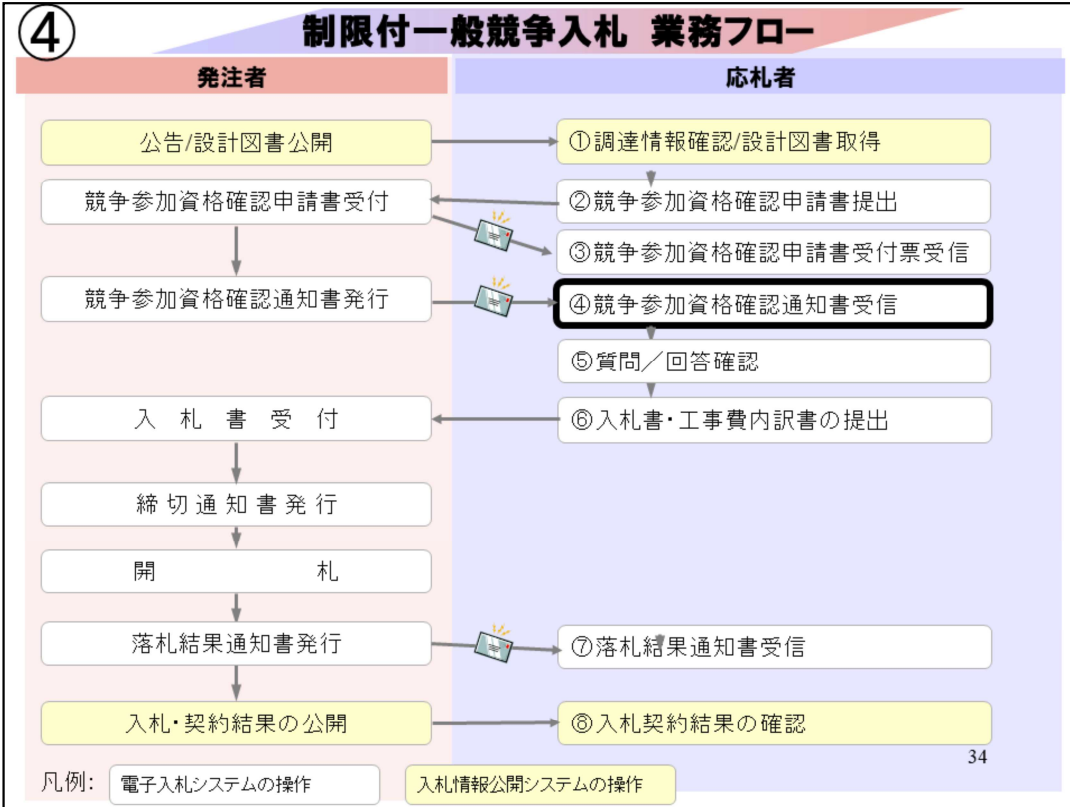 ④
制限付一般競争入札 業務フロー
発注者
応札者
公告/設計図書公開
①調達情報確認/設計図書取得
競争参加資格確認申請書受付
②競争参加資格確認申請書提出
③競争参加資格確認申請書受付票受信
競争参加資格確認通知書発行
④競争参加資格確認通知書受信
⑤質問／回答確認
入札書受付
⑥入札書・工事費内訳書の提出
締切通知書発行
開札
落札結果通知書発行
⑦落札結果通知書受信
入札・契約結果の公開
⑧入札契約結果の確認
34
凡例:
電子入札システムの操作
入札情報公開システムの操作